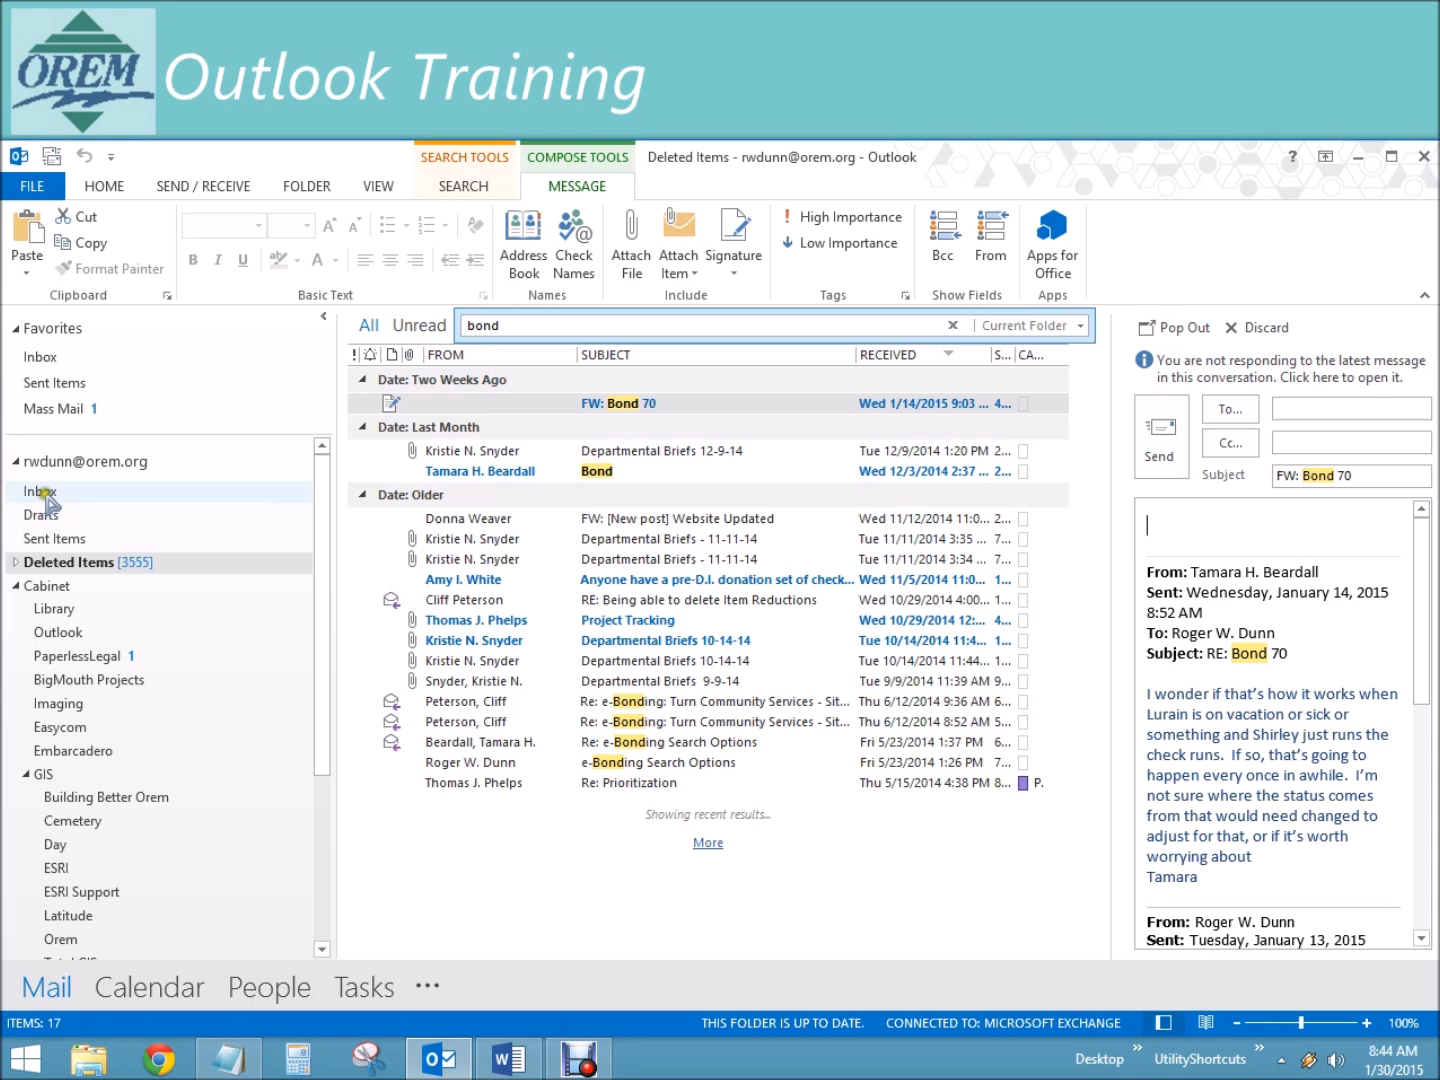 OREM
Outlook Training
SEARCH TOOLS
COMPOSE TOOLS
Deleted Items - rwdunn@orem.org - Outlook
?
FILE
HOME
SEND / RECEIVE
FOLDER
VIEW
SEARCH
MESSAGE
Paste
Cut
Copy
Format Painter
Clipboard
B I U
A
Basic Text
Address Book
Check Names
Names
Attach File
Attach Item
Signature
Include
High Importance
Low Importance
Tags
Bcc
From
Show Fields
Apps for Office
Apps
Favorites
Inbox
Sent Items
Mass Mail 1
rwdunn@orem.org
Inbox
Drafts
Sent Items
Deleted Items [3555]
Cabinet
Library
Outlook
PaperlessLegal 1
BigMouth Projects
Imaging
Easycom
Embarcadero
GIS
Building Better Orem
Cemetery
Day
ESRI
ESRI Support
Latitude
Orem
All Unread bond Current Folder
! FROM SUBJECT RECEIVED S... CA...
Date: Two Weeks Ago
FW: Bond 70 Wed 1/14/2015 9:03 ... 4...
Date: Last Month
Kristie N. Snyder Departmental Briefs 12-9-14 Tue 12/9/2014 1:20 PM 2...
Tamara H. Beardall Bond Wed 12/3/2014 2:37 ... 2...
Date: Older
Donna Weaver FW: [New post] Website Updated Wed 11/12/2014 11:0... 2...
Kristie N. Snyder Departmental Briefs - 11-11-14 Tue 11/11/2014 3:35 ... 7...
Kristie N. Snyder Departmental Briefs - 11-11-14 Tue 11/11/2014 3:34 ... 7...
Amy I. White Anyone have a pre-D.I. donation set of check... Wed 11/5/2014 11:0... 1...
Cliff Peterson RE: Being able to delete Item Reductions Wed 10/29/2014 4:00... 1...
Thomas J. Phelps Project Tracking Wed 10/29/2014 12:... 4...
Kristie N. Snyder Departmental Briefs 10-14-14 Tue 10/14/2014 11:4... 1...
Kristie N. Snyder Departmental Briefs 10-14-14 Tue 10/14/2014 11:44... 1...
Snyder, Kristie N. Departmental Briefs 9-9-14 Tue 9/9/2014 11:39 AM 9...
Peterson, Cliff Re: e-Bonding: Turn Community Services - Sit... Thu 6/12/2014 9:36 AM 6...
Peterson, Cliff Re: e-Bonding: Turn Community Services - Sit... Thu 6/12/2014 8:52 AM 5...
Beardall, Tamara H. Re: e-Bonding Search Options Fri 5/23/2014 1:37 PM 6...
Roger W. Dunn e-Bonding Search Options Fri 5/23/2014 1:26 PM 7...
Thomas J. Phelps Re: Prioritization Thu 5/15/2014 4:38 PM 8... P.
Showing recent results...
More
Pop Out Discard
You are not responding to the latest message
in this conversation. Click here to open it.
Send
To...
Cc...
Subject FW: Bond 70
From: Tamara H. Beardall
Sent: Wednesday, January 14, 2015
8:52 AM
To: Roger W. Dunn
Subject: RE: Bond 70
I wonder if that's how it works when
Lurain is on vacation or sick or
something and Shirley just runs the
check runs. If so, that's going to
happen every once in awhile. I'm
not sure where the status comes
from that would need changed to
adjust for that, or if it's worth
worrying about
Tamara
From: Roger W. Dunn
Sent: Tuesday, January 13, 2015
Mail Calendar People Tasks ...
ITEMS: 17
THIS FOLDER IS UP TO DATE. CONNECTED TO: MICROSOFT EXCHANGE 100%
Desktop UtilityShortcuts
8:44 AM
1/30/2015